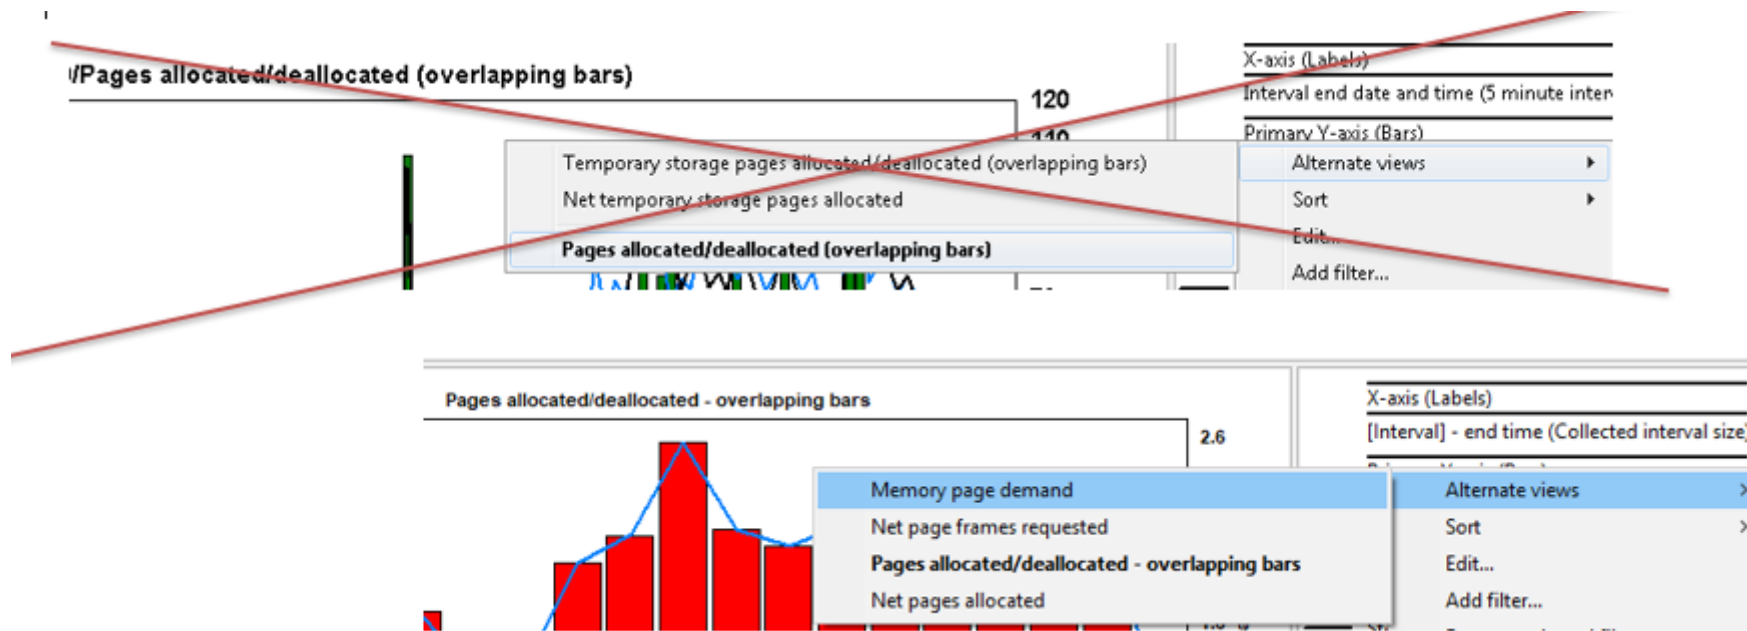 /Pages allocated/deallocated (overlapping bars)
120
110
X-axis (Labels)
Interval end date and time (5 minute inter
Primary Y-axis (Bars)
Temporary storage pages allocated/deallocated (overlapping bars)
Net temporary storage pages allocated
Pages allocated/deallocated (overlapping bars)
Alternate views
Sort
Edit...
Add filter...
Pages allocated/deallocated - overlapping bars
2.6
X-axis (Labels)
[Interval] - end time (Collected interval size)
Memory page demand
Net page frames requested
Pages allocated/deallocated - overlapping bars
Net pages allocated
Alternate views
Sort
Edit...
Add filter...